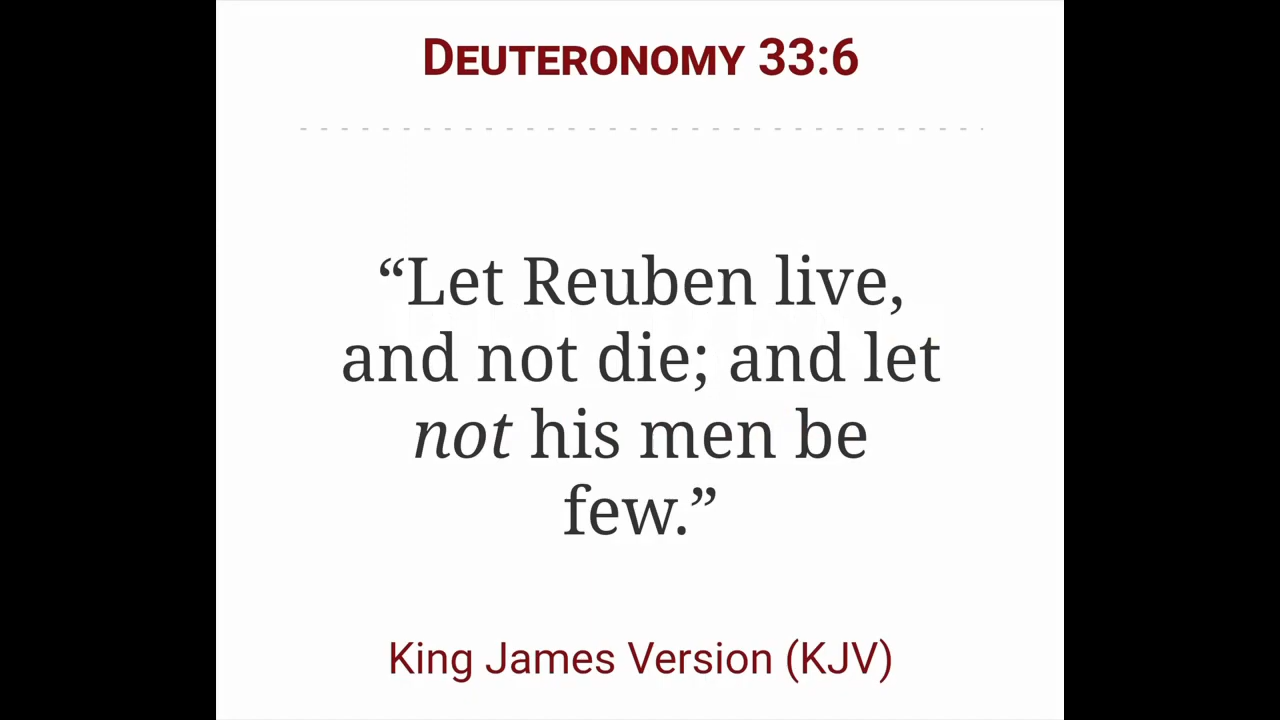 DEUTERONOMY 33:6
“Let Reuben live,
and not die; and let
not his men be
few.”
King James Version (KJV)